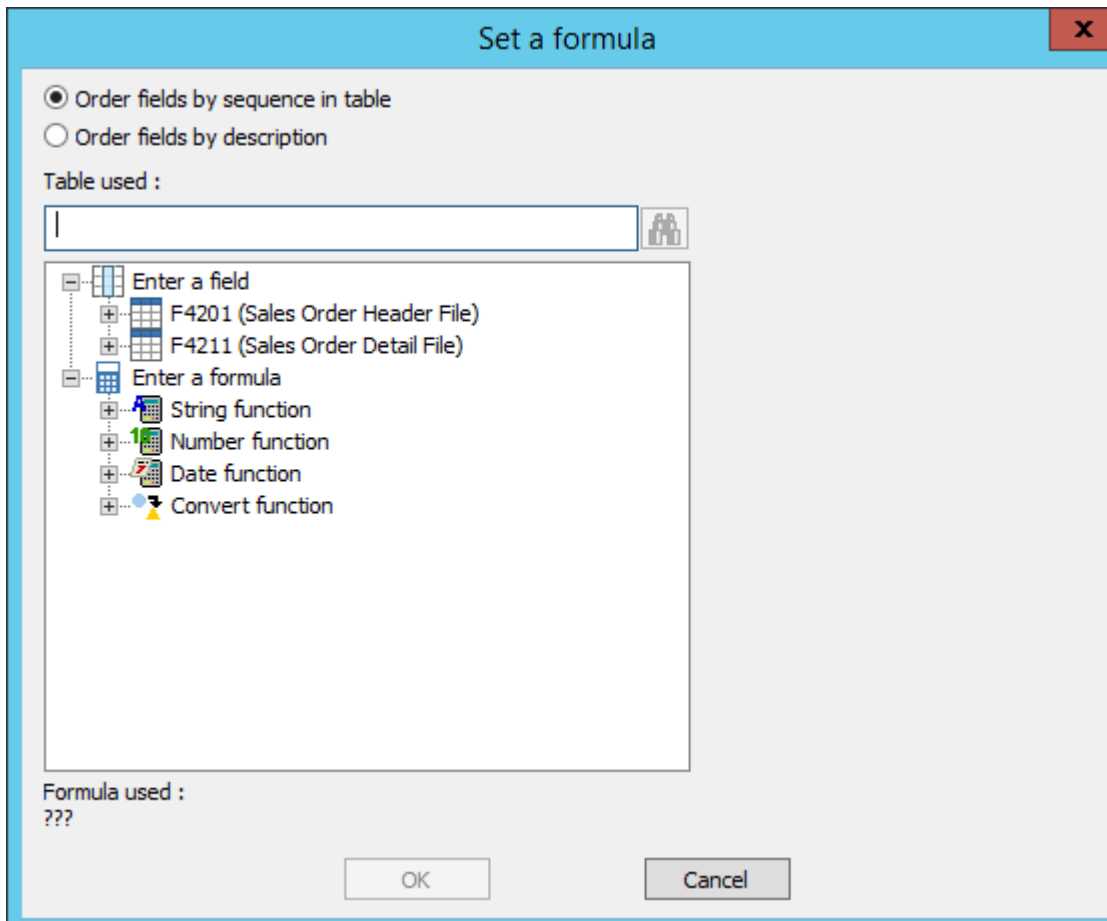 Set a formula
x
Order fields by sequence in table
Order fields by description
Table used :
Enter a field
F4201 (Sales Order Header File)
F4211 (Sales Order Detail File)
Enter a formula
String function
Number function
Date function
Convert function
Formula used :
???
OK
Cancel